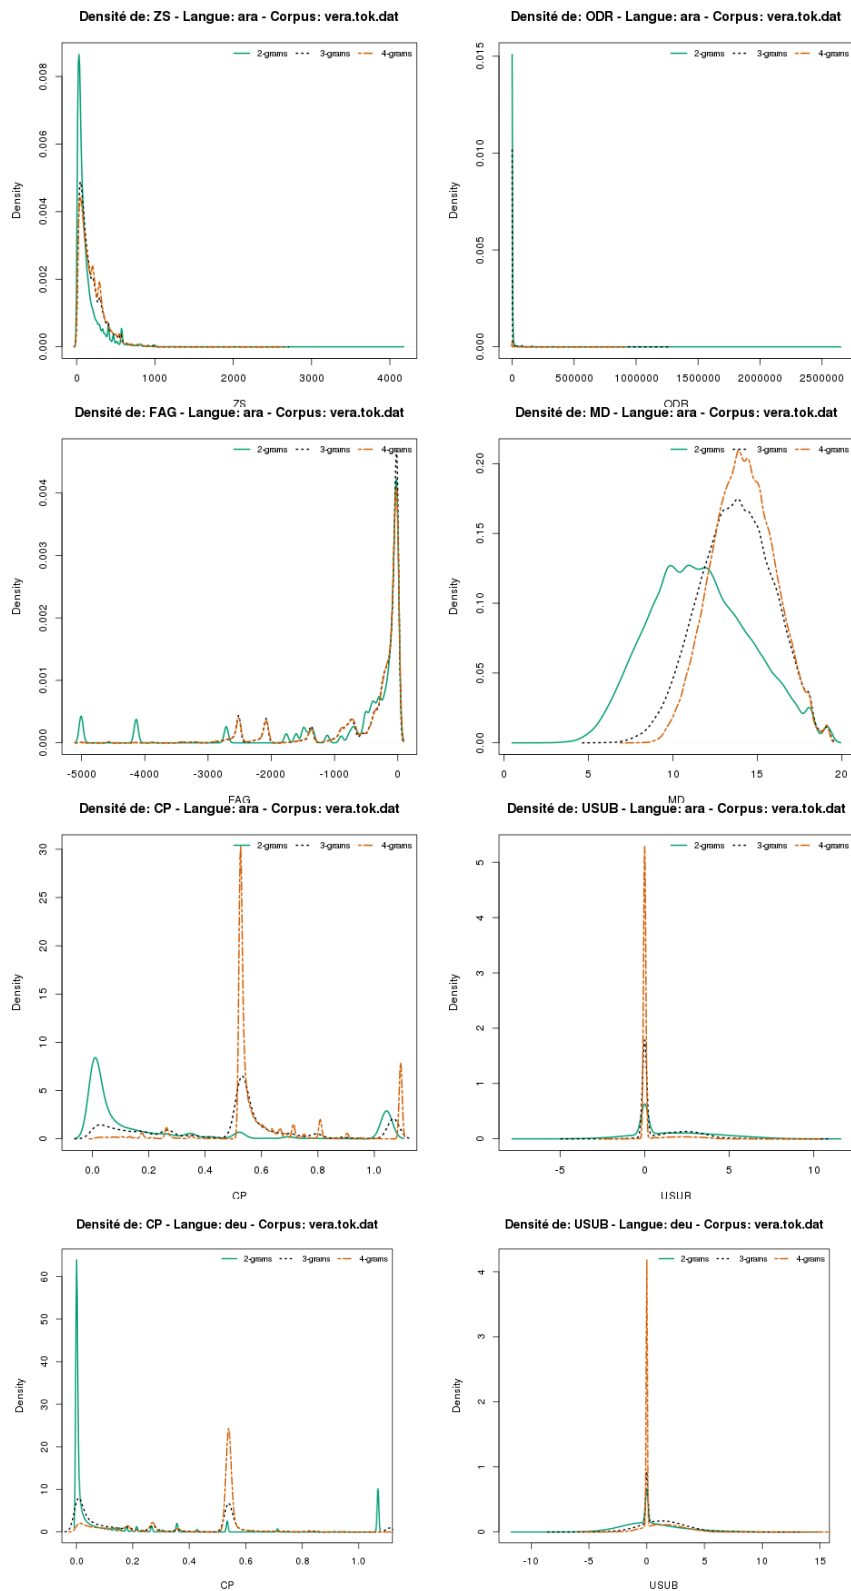 Densité de: ZS - Langue: ara - Corpus: vera.tok.dat
2-grams 3-grams 4-grams
Density
0.000 0.002 0.004 0.006 0.008
0 1000 2000 3000 4000
ZS
Densité de: ODR - Langue: ara - Corpus: vera.tok.dat
2-grams 3-grams 4-grams
Density
0.000 0.005 0.010 0.015
0 500000 1000000 1500000 2000000 2500000
ODR
Densité de: FAG - Langue: ara - Corpus: vera.tok.dat
2-grams 3-grams 4-grams
Density
0.000 0.001 0.002 0.003 0.004
-5000 -4000 -3000 -2000 -1000 0
FAG
Densité de: MD - Langue: ara - Corpus: vera.tok.dat
2-grams 3-grams 4-grams
Density
0.00 0.05 0.10 0.15 0.20
0 5 10 15 20
MD
Densité de: CP - Langue: ara - Corpus: vera.tok.dat
2-grams 3-grams 4-grams
Density
0 5 10 15 20 25 30
0.0 0.2 0.4 0.6 0.8 1.0
CP
Densité de: USUB - Langue: ara - Corpus: vera.tok.dat
2-grams 3-grams 4-grams
Density
0 1 2 3 4 5
-5 0 5 10
USUB
Densité de: CP - Langue: deu - Corpus: vera.tok.dat
2-grams 3-grams 4-grams
Density
0 10 20 30 40 50 60
0.0 0.2 0.4 0.6 0.8 1.0
CP
Densité de: USUB - Langue: deu - Corpus: vera.tok.dat
2-grams 3-grams 4-grams
Density
0 1 2 3 4
-10 -5 0 5 10 15
USUB